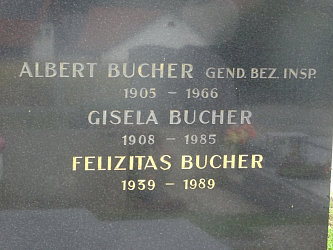 ALBERT BUCHER GEND. BEZ. INSP.
1905 – 1966
GISELA BUCHER
1908 – 1985
FELIZITAS BUCHER
1939 – 1989